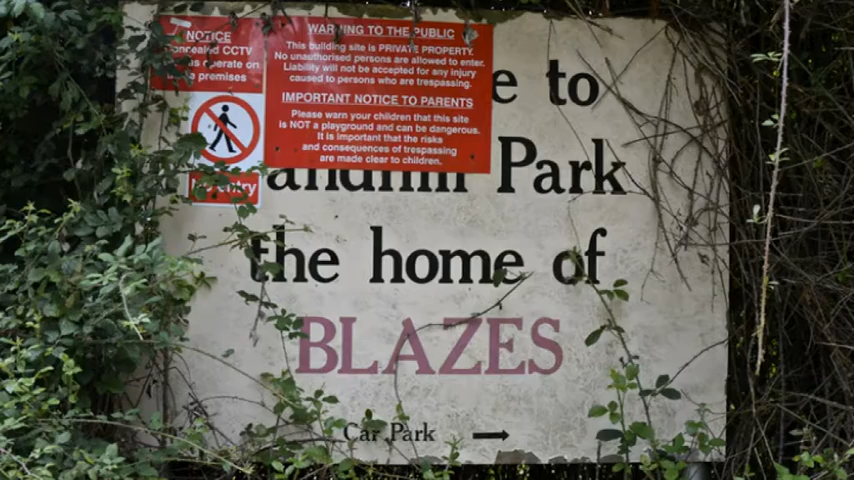 NOTICE
Concealed CCTV
operate on
premises
No Entry
WARNING TO THE PUBLIC
This building site is PRIVATE PROPERTY.
No unauthorised persons are allowed to enter.
Liability will not be accepted for any injury
caused to persons who are trespassing.
IMPORTANT NOTICE TO PARENTS
Please warn your children that this site
is NOT a playground and can be dangerous.
It is important that the risks
and consequences of trespassing
are made clear to children.
e to
andhill Park
the home of
BLAZES
Car Park